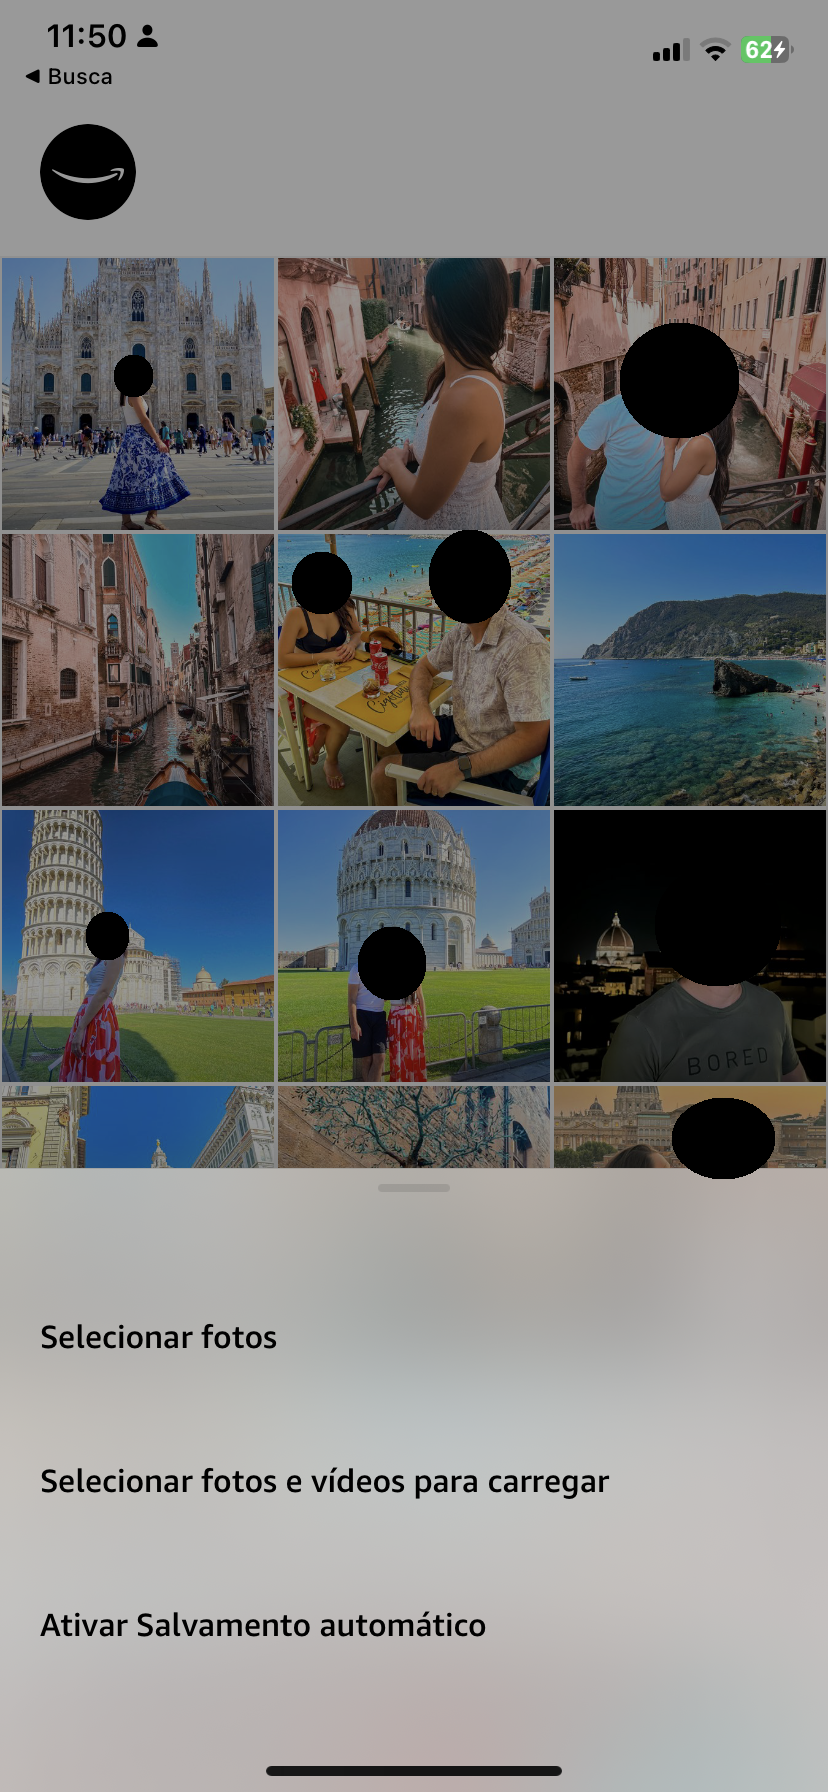 11:50
62
Busca
BORED
Selecionar fotos
Selecionar fotos e vídeos para carregar
Ativar Salvamento automático